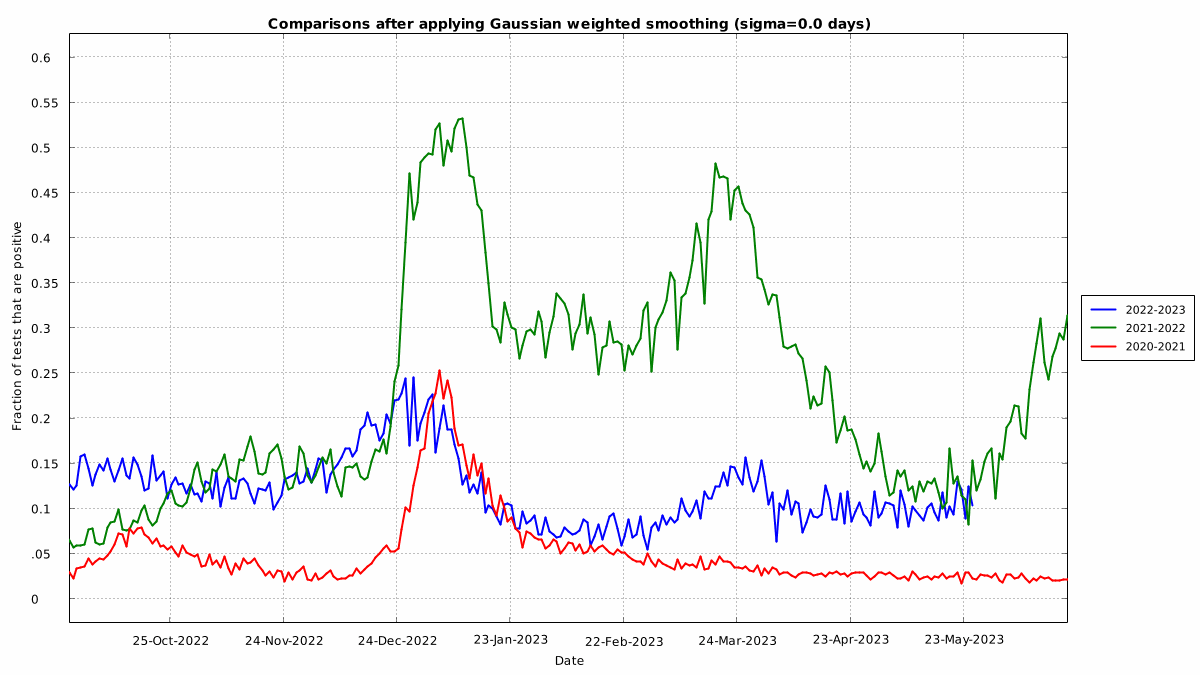 Comparisons after applying Gaussian weighted smoothing (sigma=0.0 days)
0.6
0.55
0.5
0.45
0.4
0.35
0.3
0.25
0.2
0.15
0.1
.05
0
Fraction of tests that are positive
2022-2023
2021-2022
2020-2021
25-Oct-2022
24-Nov-2022
24-Dec-2022
23-Jan-2023
22-Feb-2023
24-Mar-2023
23-Apr-2023
23-May-2023
Date